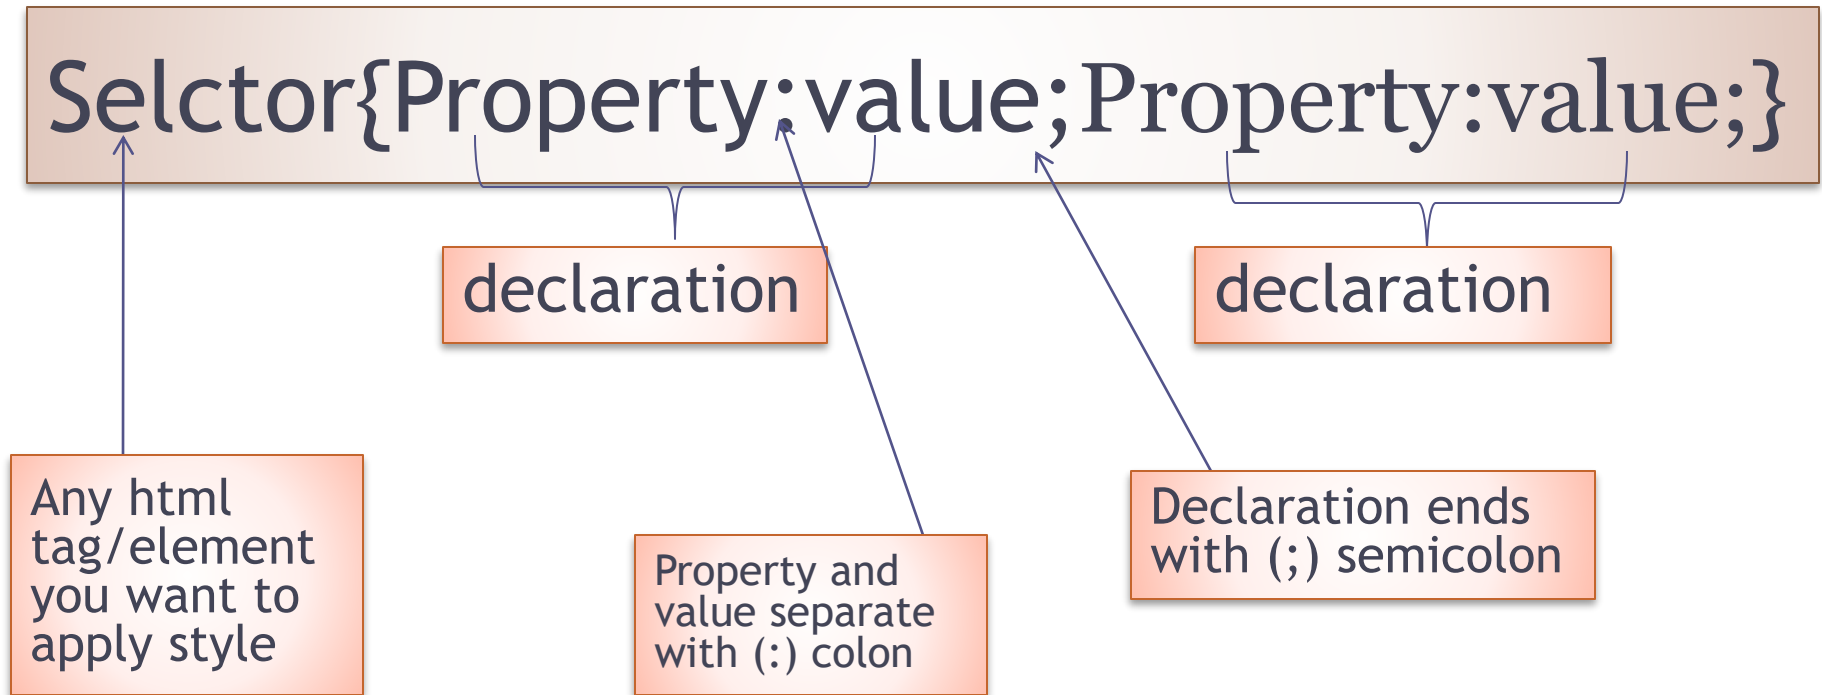 Selctor{Property:value;Property:value;}
declaration
declaration
Any html
tag/element
you want to
apply style
Property and
value separate
with (:) colon
Declaration ends
with (;) semicolon